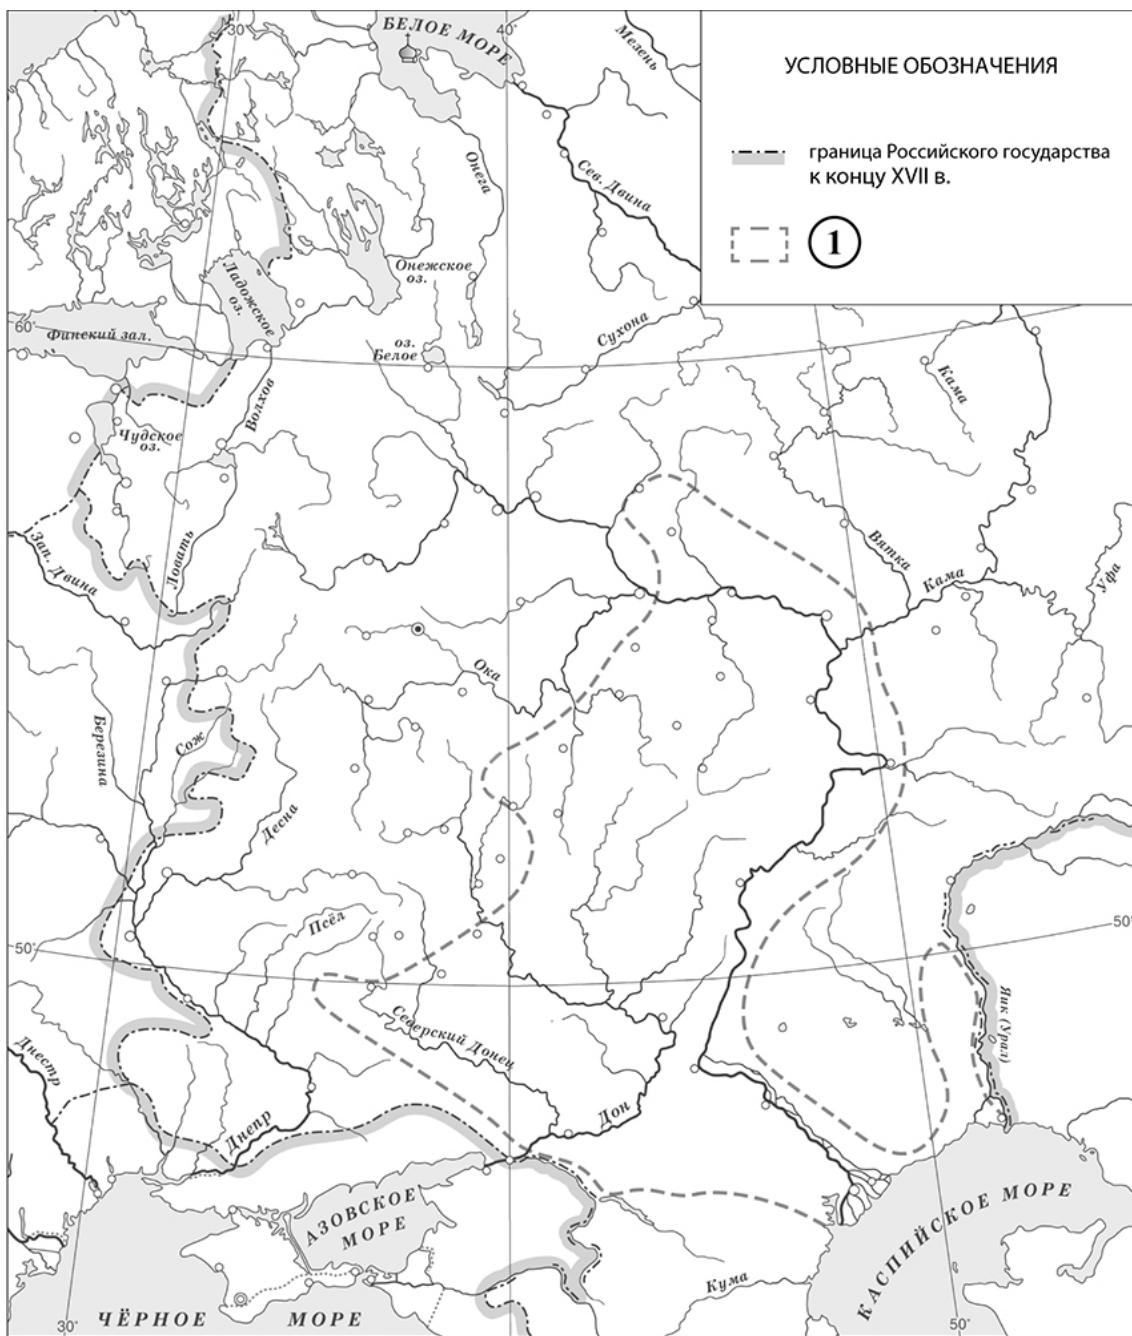 30°
БЕЛОЕ МОРЕ
40°
Мезень
УСЛОВНЫЕ ОБОЗНАЧЕНИЯ
граница Российского государства
к концу XVII в.
1
Онега
Сев. Двина
Онежское
оз.
Ладожское
оз.
60°
Финский зал.
оз.
Белое
Сухона
Кама
Волхов
Чудское
оз.
Зап. Двина
Ловать
Вятка
Кама
Уфа
Ока
Березина
Сож
Десна
Псёл
50°
50°
Северский Донец
Яик (Урал)
Днестр
Днепр
Дон
АЗОВСКОЕ
МОРЕ
КАСПИЙСКОЕ МОРЕ
Кума
ЧЁРНОЕ МОРЕ
30°
50°